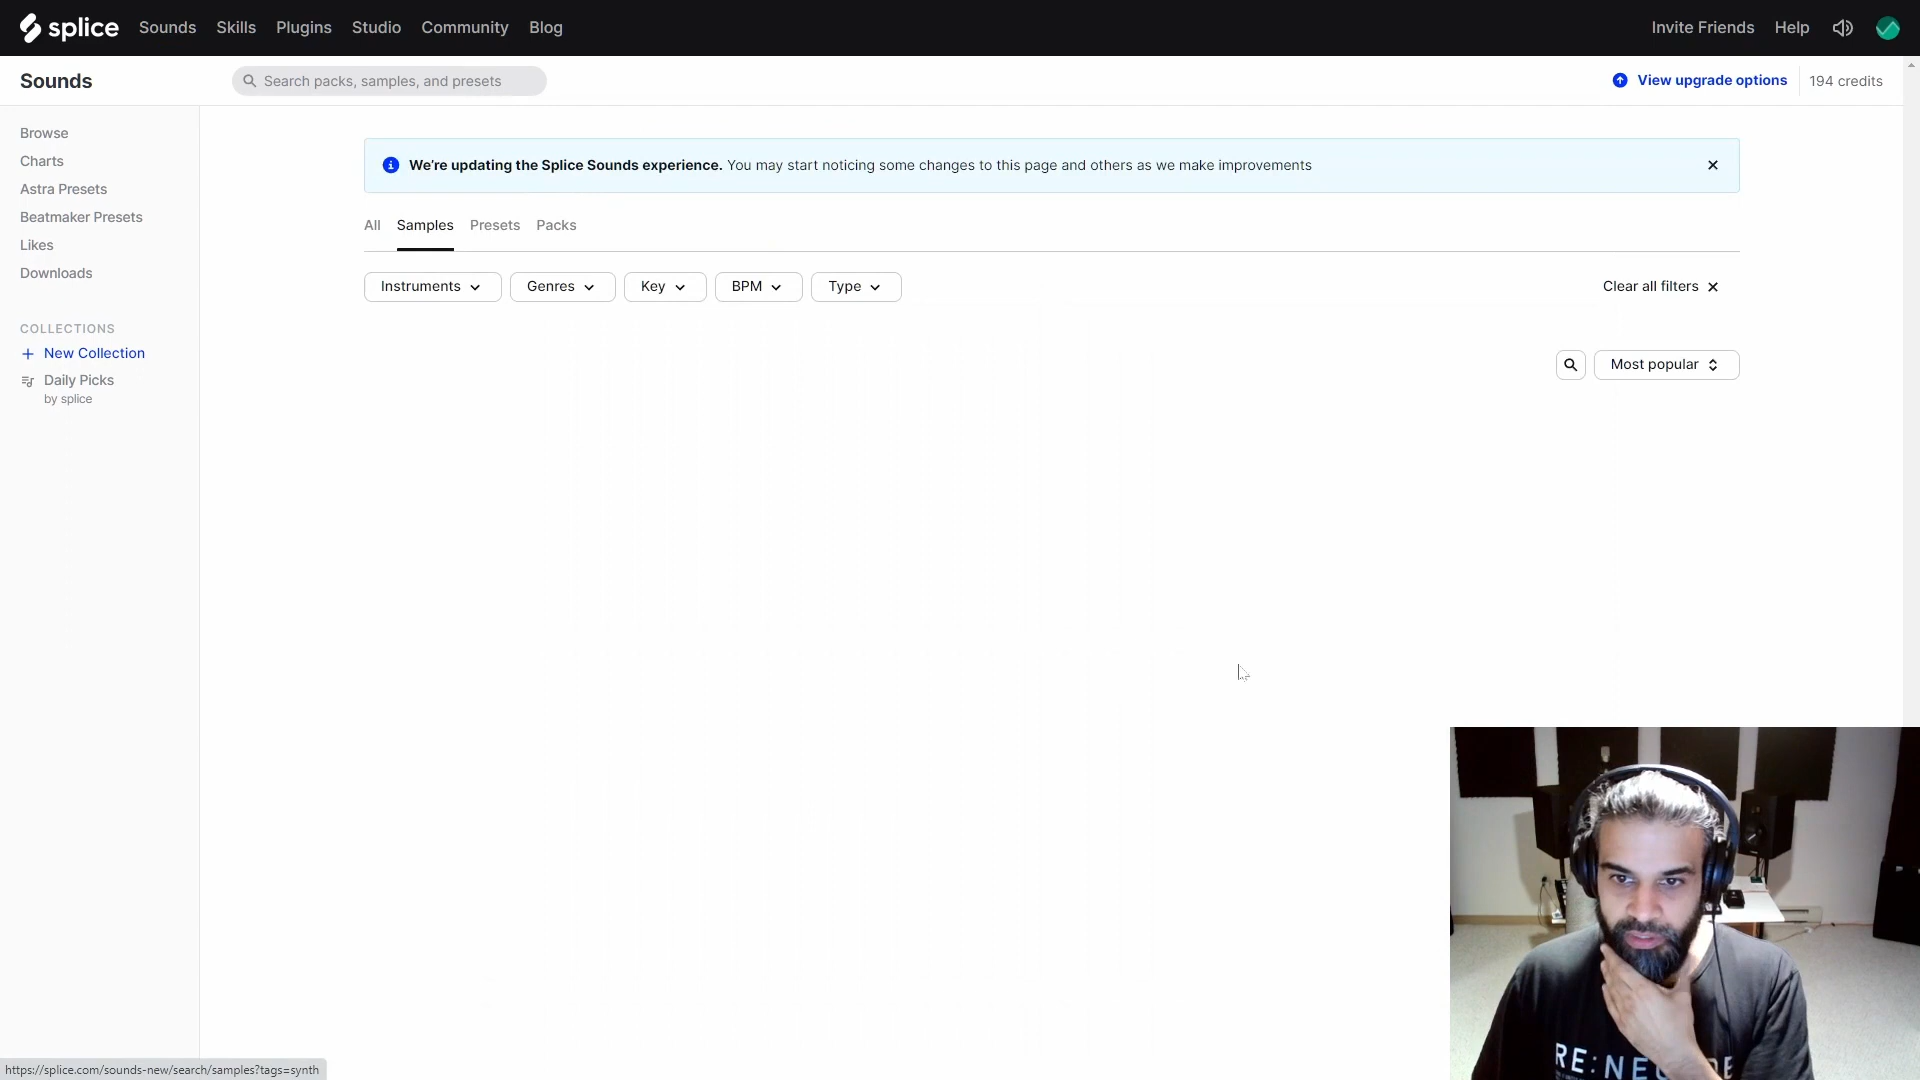 splice Sounds Skills Plugins Studio Community Blog Invite Friends Help
Sounds Search packs, samples, and presets View upgrade options 194 credits
Browse
Charts
Astra Presets
Beatmaker Presets
Likes
Downloads
COLLECTIONS
+ New Collection
Daily Picks
by splice
We're updating the Splice Sounds experience. You may start noticing some changes to this page and others as we make improvements
All Samples Presets Packs
Instruments Genres Key BPM Type Clear all filters
Most popular
https://splice.com/sounds-new/search/samples?tags=synth